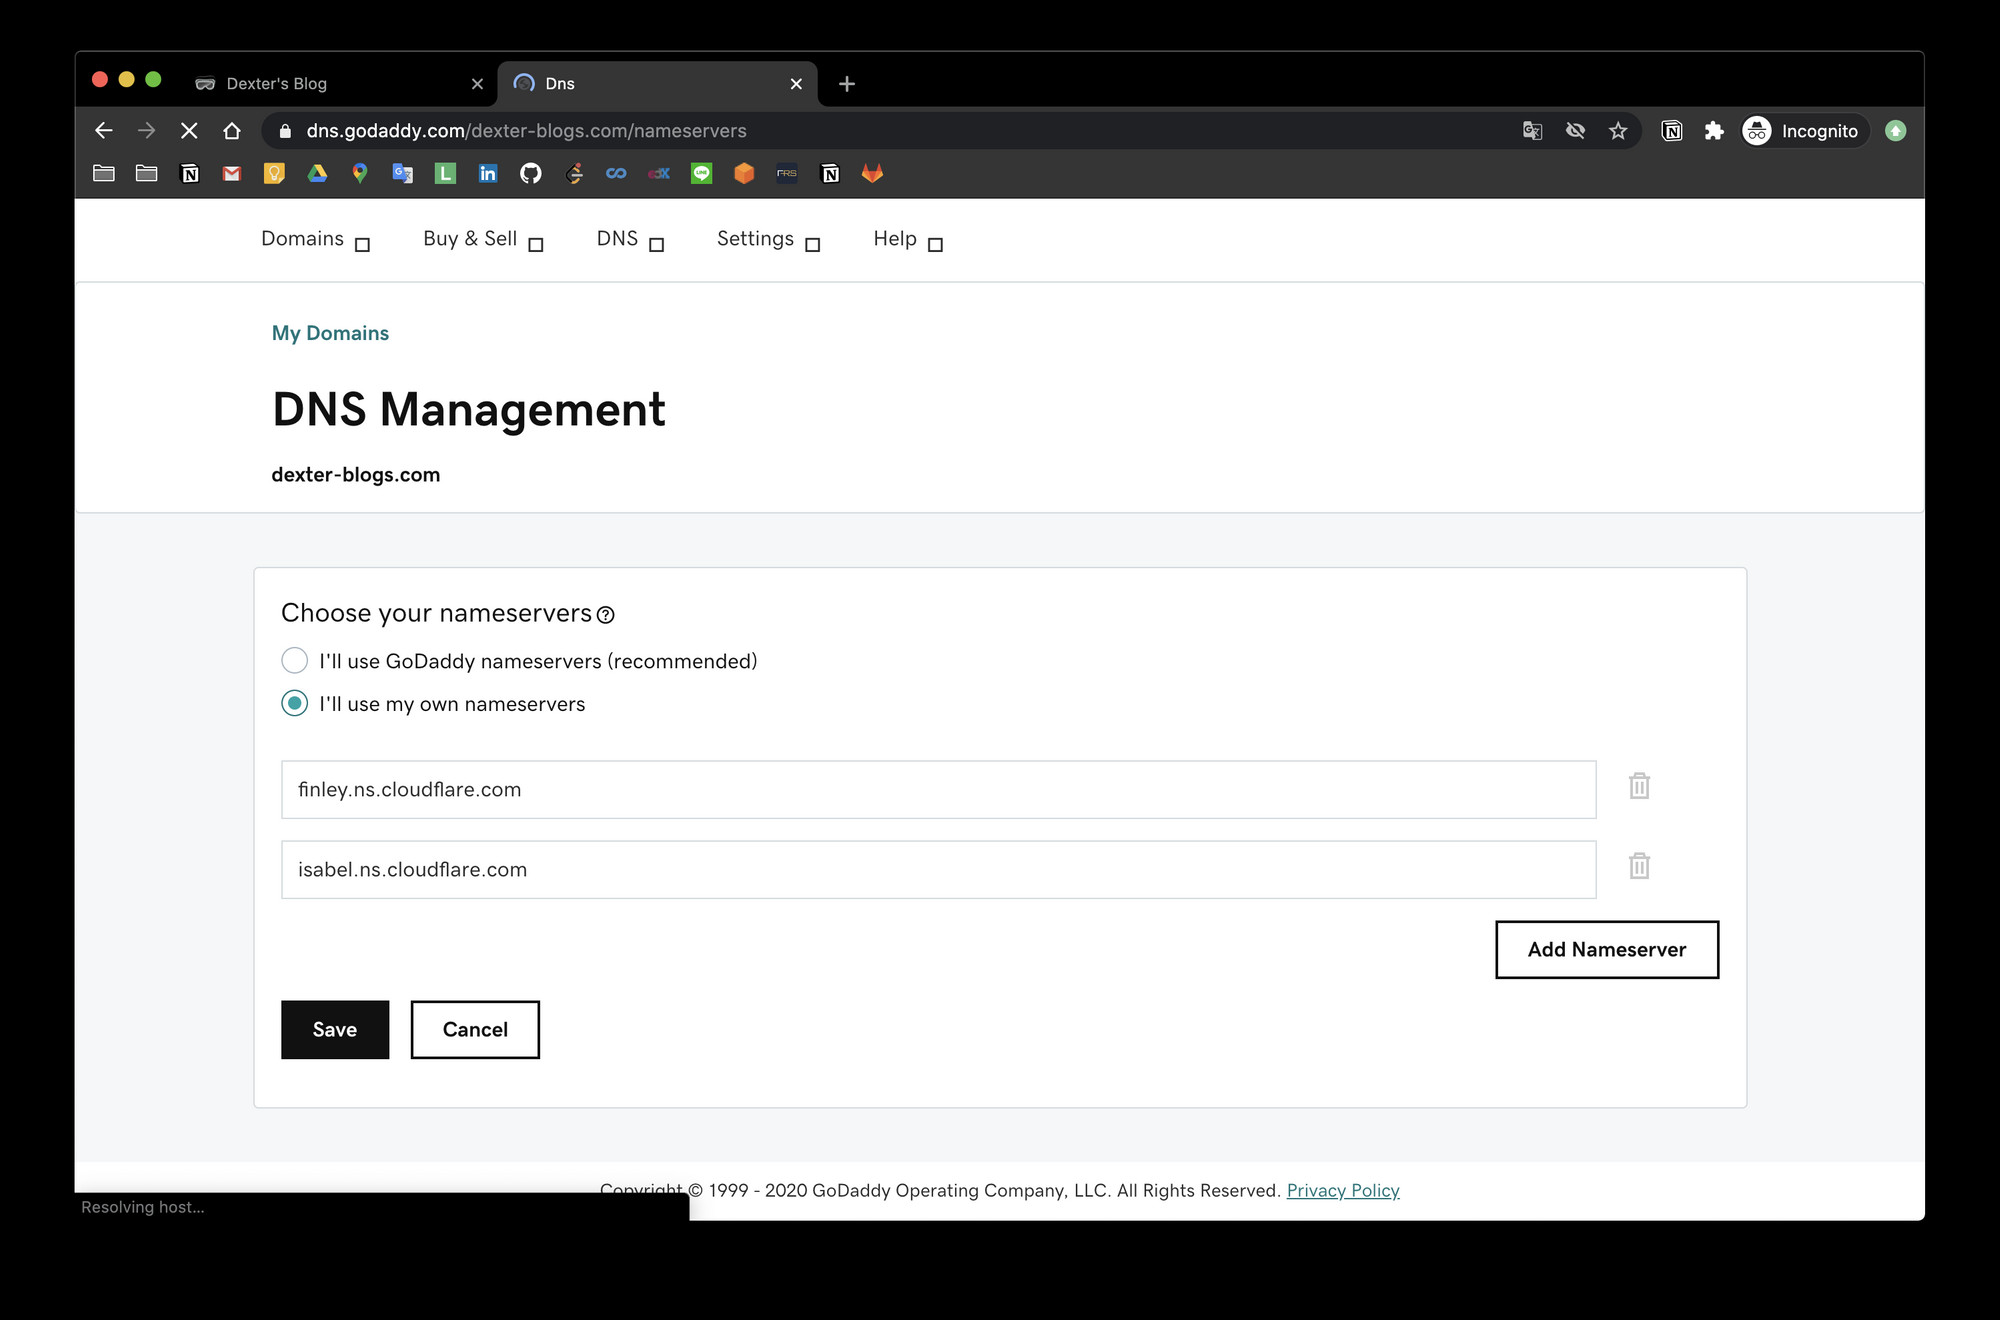 Dexter's Blog
Dns
dns.godaddy.com/dexter-blogs.com/nameservers
Incognito
Domains Buy & Sell DNS Settings Help
My Domains
DNS Management
dexter-blogs.com
Choose your nameservers
I'll use GoDaddy nameservers (recommended)
I'll use my own nameservers
finley.ns.cloudflare.com
isabel.ns.cloudflare.com
Add Nameserver
Save Cancel
Copyright © 1999 - 2020 GoDaddy Operating Company, LLC. All Rights Reserved. Privacy Policy
Resolving host...